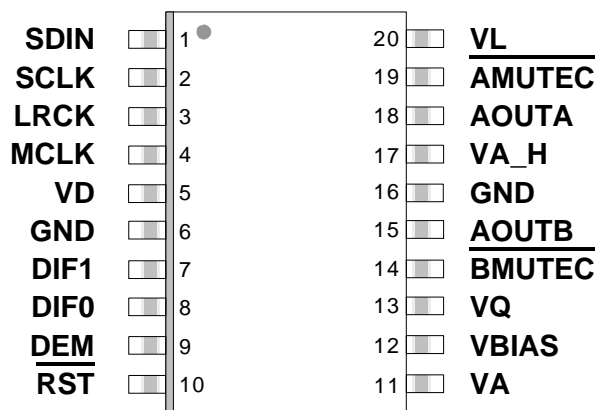 SDIN 1 20 VL
SCLK 2 19 AMUTEC
LRCK 3 18 AOUTA
MCLK 4 17 VA_H
VD 5 16 GND
GND 6 15 AOUTB
DIF1 7 14 BMUTEC
DIF0 8 13 VQ
DEM 9 12 VBIAS
RST 10 11 VA